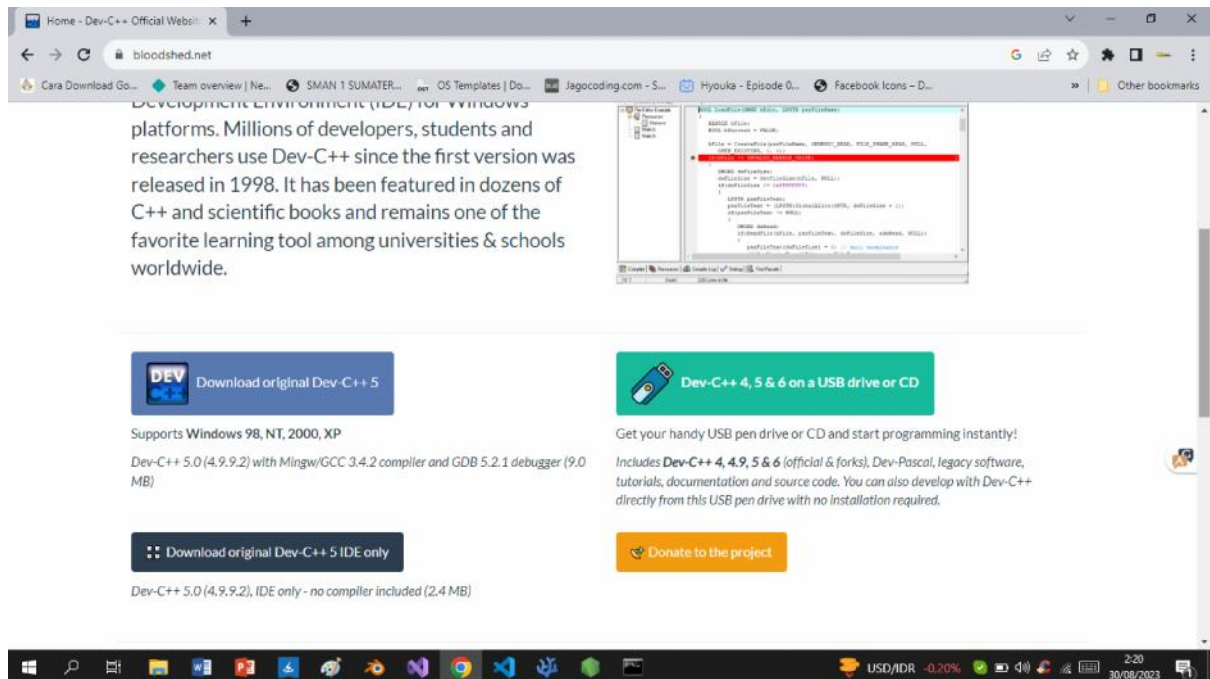 Home - Dev-C++ Official Websit
bloodshed.net
Cara Download Go...
Team overview | Ne...
SMAN 1 SUMATER...
OS Templates | Do...
Jagocoding.com - S...
Hyouka - Episode 0...
Facebook Icons – D...
»
Other bookmarks
Development Environment (IDE) for Windows
platforms. Millions of developers, students and
researchers use Dev-C++ since the first version was
released in 1998. It has been featured in dozens of
C++ and scientific books and remains one of the
favorite learning tool among universities & schools
worldwide.
DEV
C++
Download original Dev-C++ 5
Supports Windows 98, NT, 2000, XP
Dev-C++ 5.0 (4.9.9.2) with Mingw/GCC 3.4.2 compiler and GDB 5.2.1 debugger (9.0
MB)
Download original Dev-C++ 5 IDE only
Dev-C++ 5.0 (4.9.9.2), IDE only - no compiler included (2.4 MB)
Dev-C++ 4, 5 & 6 on a USB drive or CD
Get your handy USB pen drive or CD and start programming instantly!
Includes Dev-C++ 4, 4.9, 5 & 6 (official & forks), Dev-Pascal, legacy software,
tutorials, documentation and source code. You can also develop with Dev-C++
directly from this USB pen drive with no installation required.
Donate to the project
USD/IDR -0.20%
2:20
30/08/2023